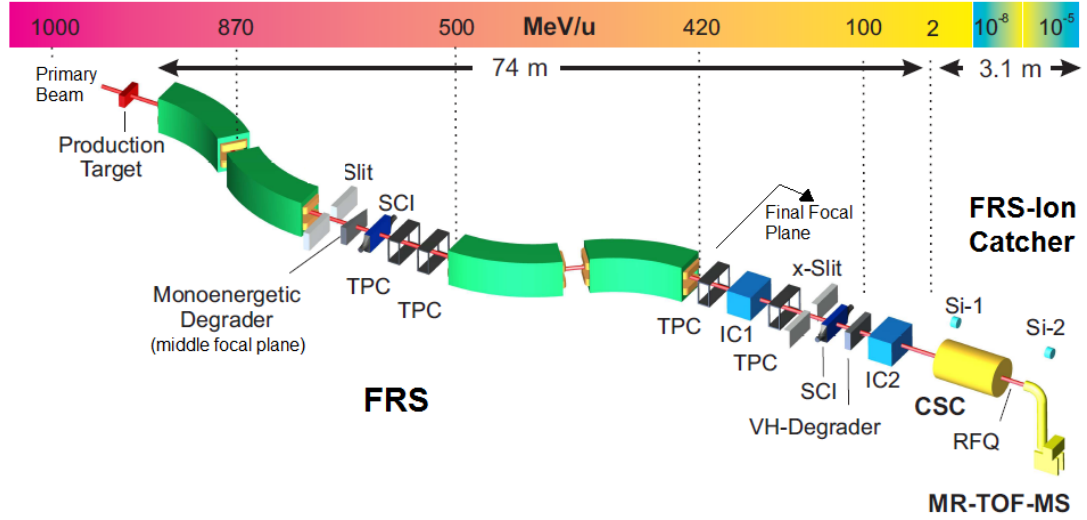 1000 870 500 MeV/u 420 100 2 10⁻⁸ 10⁻⁵
74 m 3.1 m
Primary
Beam
Production
Target
Slit
SCI
TPC
TPC
Monoenergetic
Degrader
(middle focal plane)
FRS
Final Focal
Plane
x-Slit
TPC
IC1
TPC
SCI
VH-Degrader
IC2
FRS-Ion
Catcher
Si-1
Si-2
CSC
RFQ
MR-TOF-MS